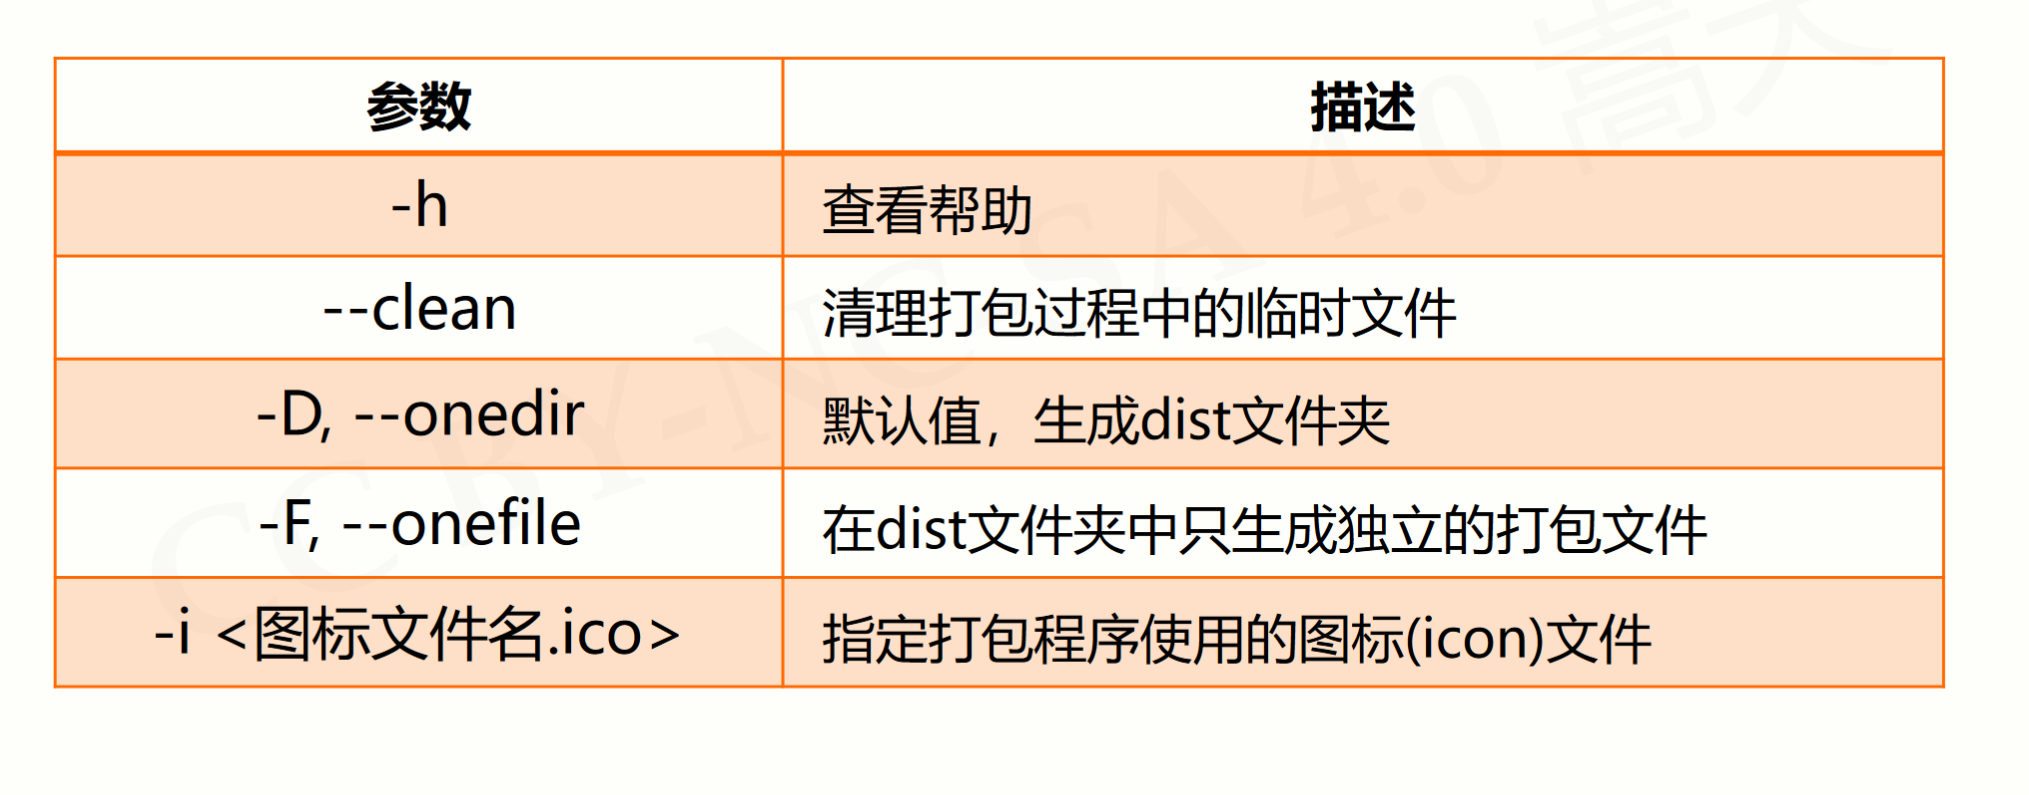 参数 描述
-h 查看帮助
--clean 清理打包过程中的临时文件
-D, --onedir 默认值，生成dist文件夹
-F, --onefile 在dist文件夹中只生成独立的打包文件
-i <图标文件名.ico> 指定打包程序使用的图标(icon)文件
CC BY-NC SA 4.0 嵩天